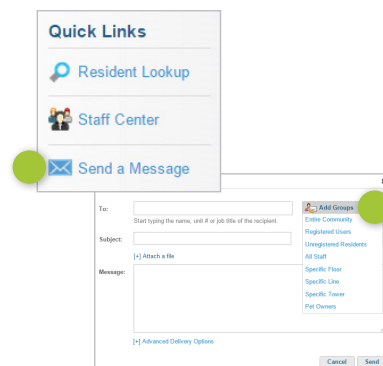 Quick Links
Resident Lookup
Staff Center
Send a Message
To:
Start typing the name, unit # or job title of the recipient
Add Groups
Entire Community
Registered Users
Unregistered Residents
All Staff
Specific Floor
Specific Line
Specific Tower
Pet Owners
Subject:
[+] Attach a file
Message:
[+] Advanced Delivery Options
Cancel Send